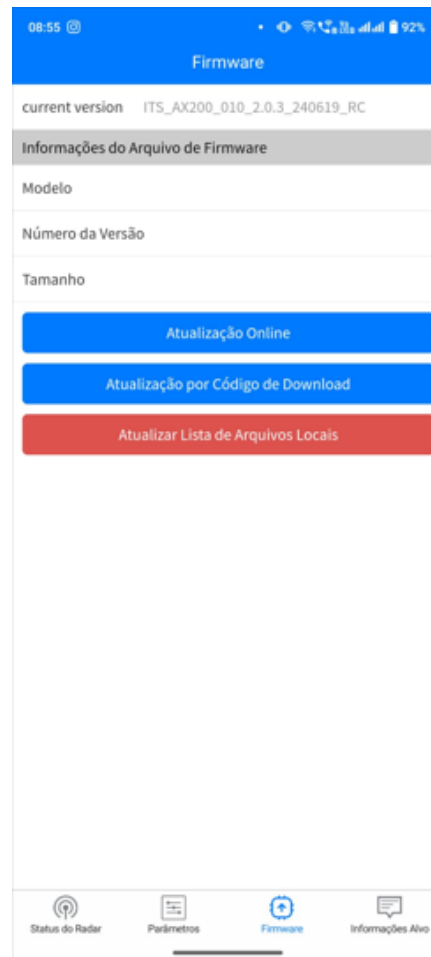 08:55 92%
Firmware
current version ITS_AX200_010_2.0.3_240619_RC
Informações do Arquivo de Firmware
Modelo
Número da Versão
Tamanho
Atualização Online
Atualização por Código de Download
Atualizar Lista de Arquivos Locais
Status do Radar Parâmetros Firmware Informações Alvo